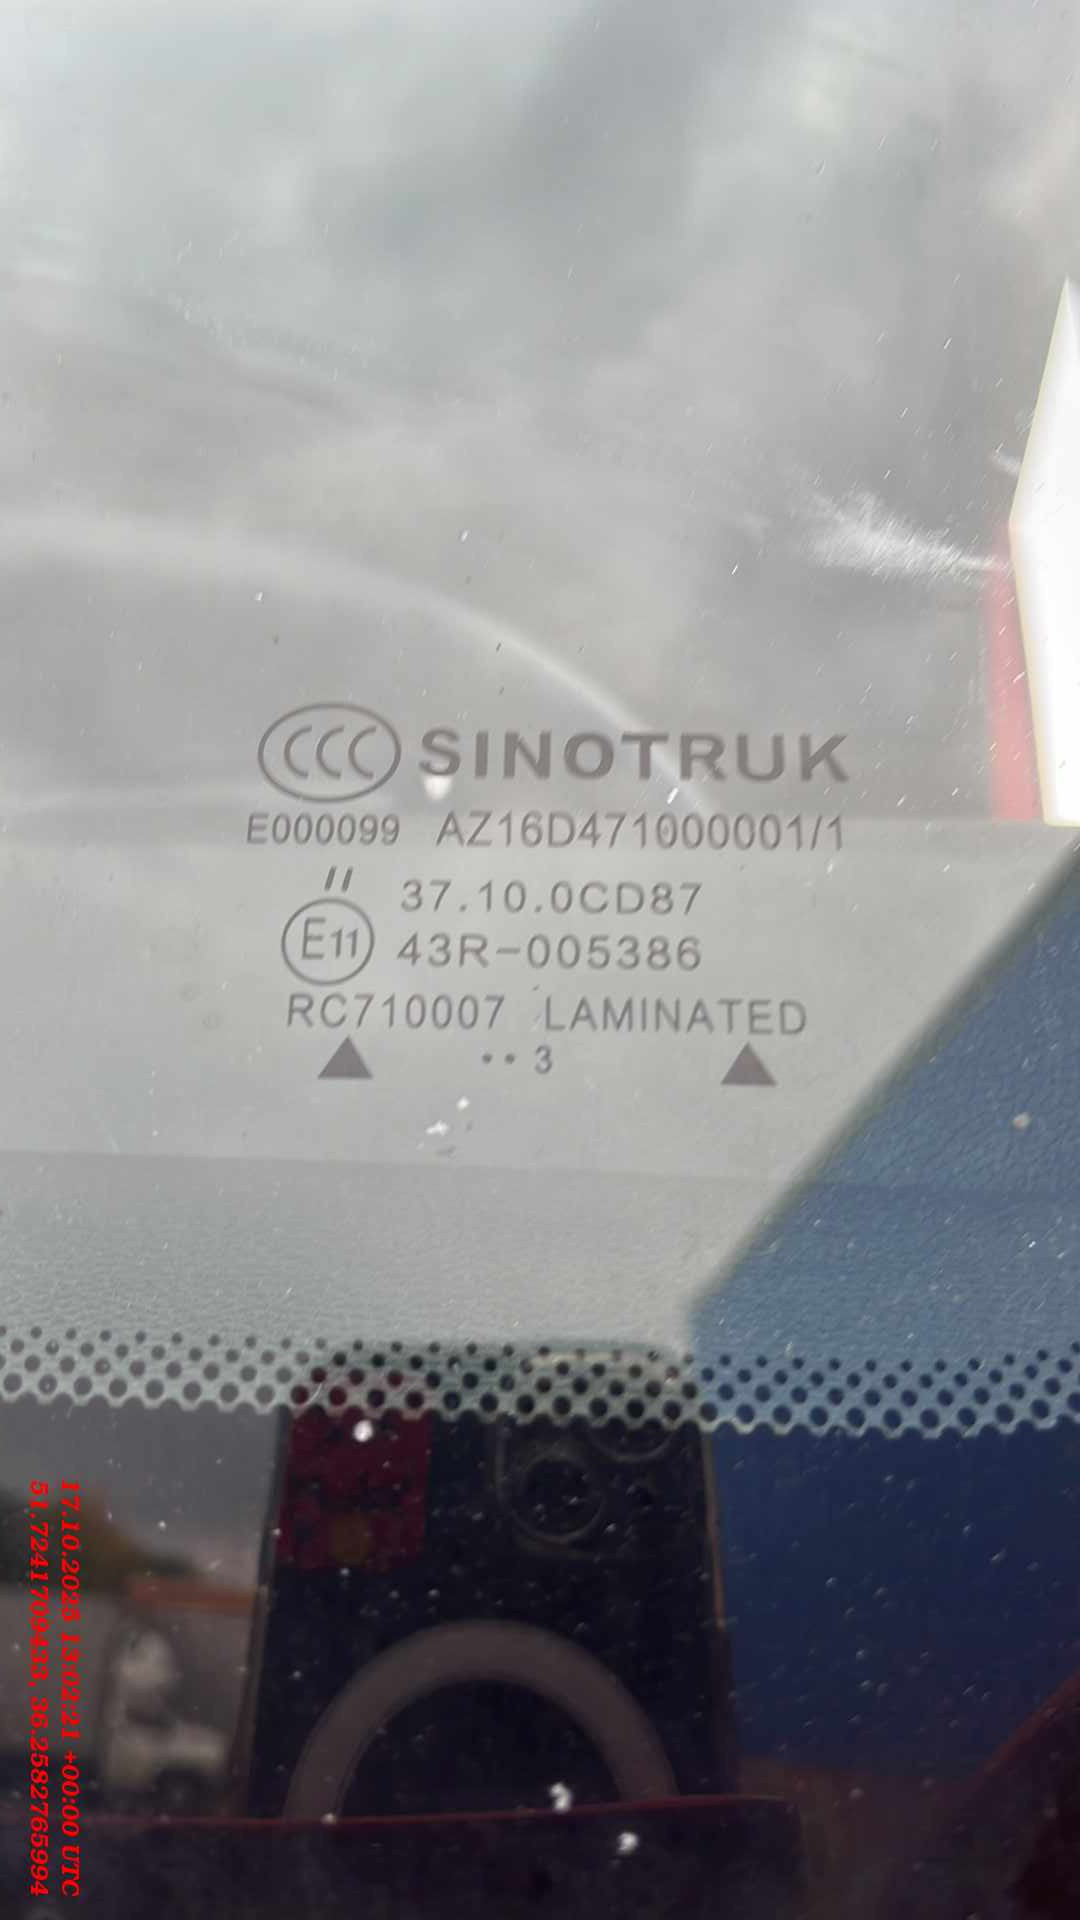 CCC SINOTRUK
E000099 AZ16D471000001/1
II 37.10.0CD87
E11 43R-005386
RC710007 LAMINATED
▲ •• 3 ▲
17.10.2025 13:02:21 +00:00 UTC
51.7241709433, 36.2582765994